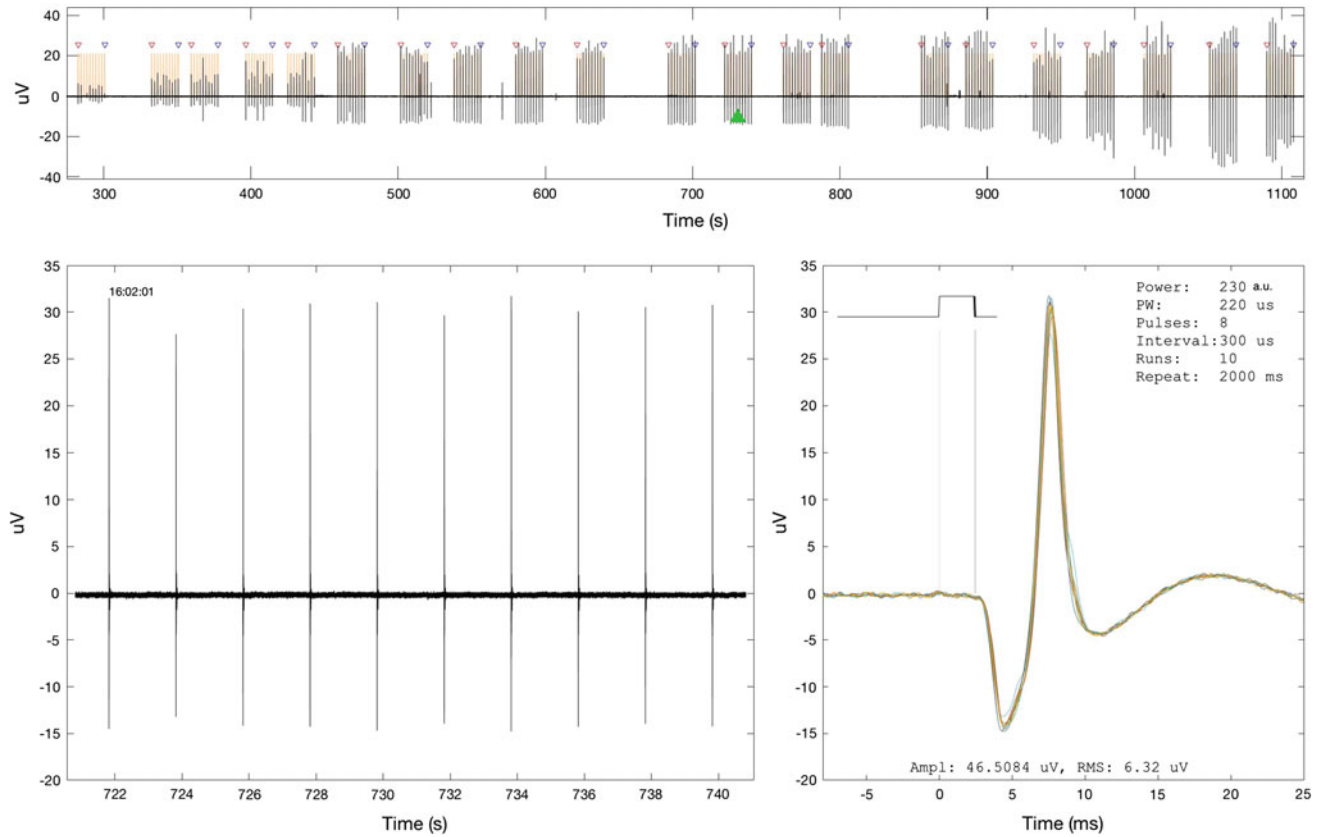 40
20
0
-20
-40
uV
300 400 500 600 700 800 900 1000 1100
Time (s)
35
30
25
20
15
10
5
0
-5
-10
-15
-20
uV
16:02:01
722 724 726 728 730 732 734 736 738 740
Time (s)
35
30
25
20
15
10
5
0
-5
-10
-15
-20
uV
Power: 230 a.u.
PW: 220 us
Pulses: 8
Interval:300 us
Runs: 10
Repeat: 2000 ms
Ampl: 46.5084 uV, RMS: 6.32 uV
-5 0 5 10 15 20 25
Time (ms)